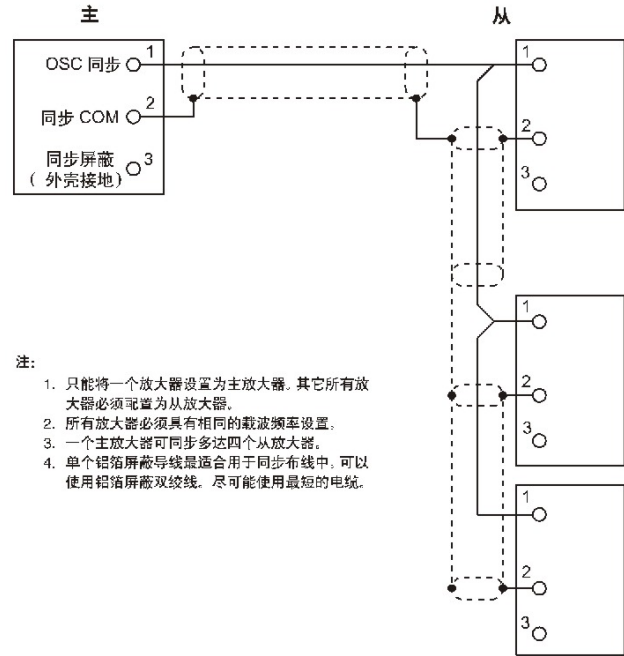 主
从
OSC 同步
1
同步 COM
2
同步屏蔽
( 外壳接地)
3
1
2
3
1
2
3
1
2
3
注:
1. 只能将一个放大器设置为主放大器。其它所有放
大器必须配置为从放大器。
2. 所有放大器必须具有相同的载波频率设置。
3. 一个主放大器可同步多达四个从放大器。
4. 单个铝箔屏蔽导线最适合用于同步布线中。可以
使用铝箔屏蔽双绞线。尽可能使用最短的电缆。